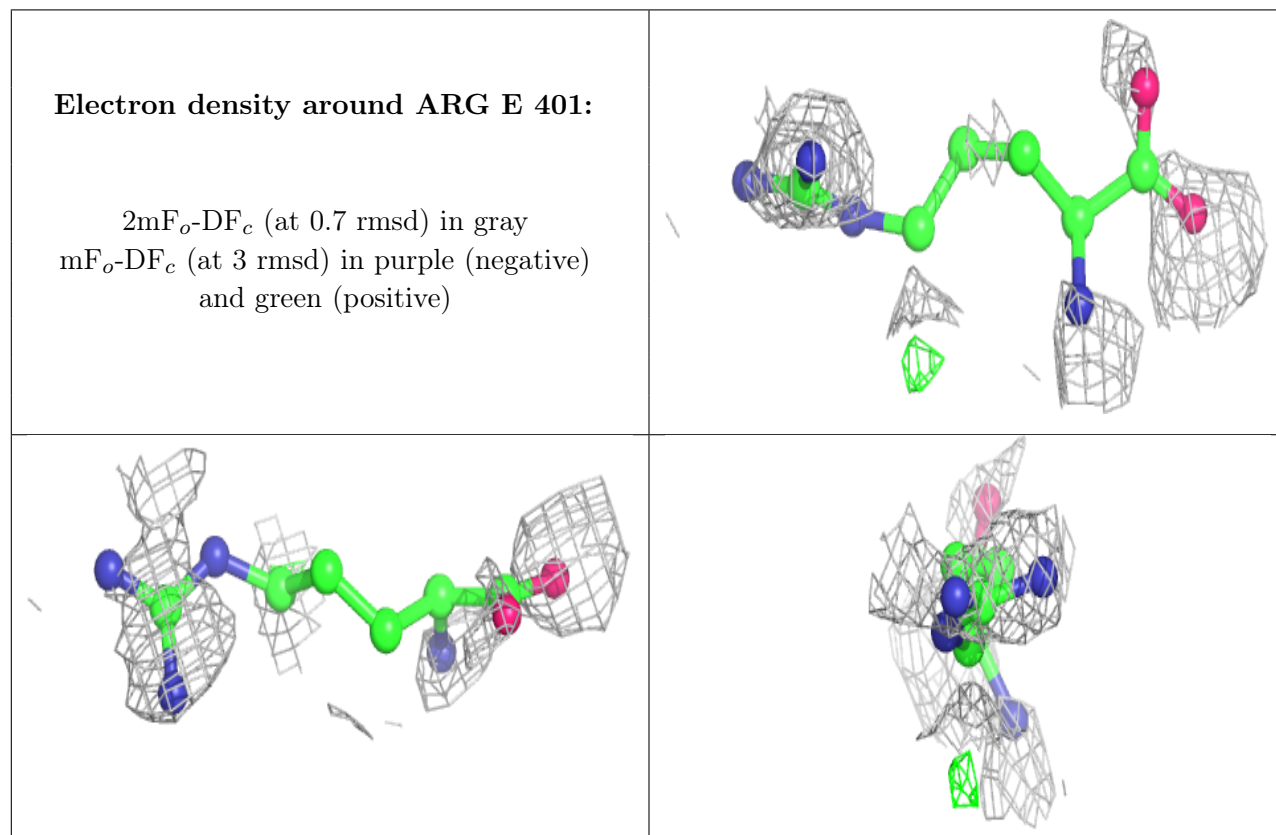 Electron density around ARG E 401:
2mFo-DFc (at 0.7 rmsd) in gray
mFo-DFc (at 3 rmsd) in purple (negative)
and green (positive)